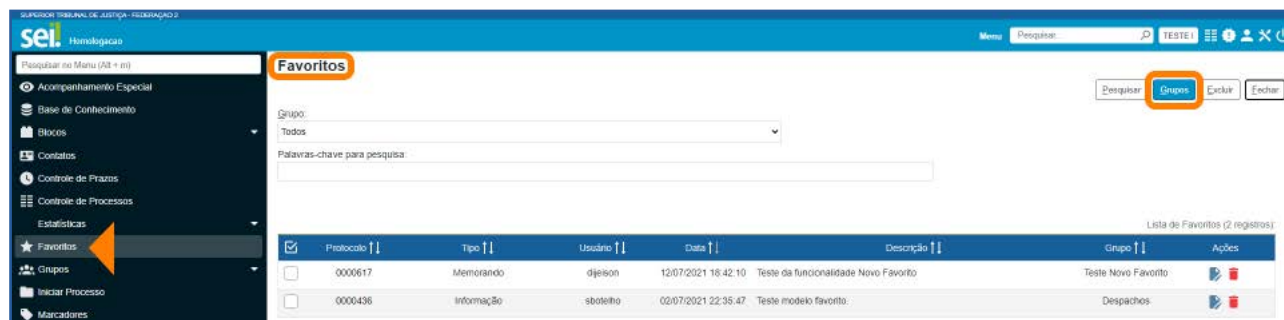 SUPERIOR TRIBUNAL DE JUSTIÇA - FEDERAÇÃO 2
sei. Homologacao
Menu Pesquisar... TESTE I
Pesquisar no Menu (Alt + m)
Acompanhamento Especial
Base de Conhecimento
Blocos
Contatos
Controle de Prazos
Controle de Processos
Estatísticas
Favoritos
Grupos
Iniciar Processo
Marcadores
Favoritos
Pesquisar Grupos Excluir Fechar
Grupo:
Todos
Palavras-chave para pesquisa:
Lista de Favoritos (2 registros):
Protocolo Tipo Usuário Data Descrição Grupo Ações
0000617 Memorando dijeison 12/07/2021 18:42:10 Teste da funcionalidade Novo Favorito Teste Novo Favorito
0000436 Informação sbotelho 02/07/2021 22:35:47 Teste modelo favorito. Despachos